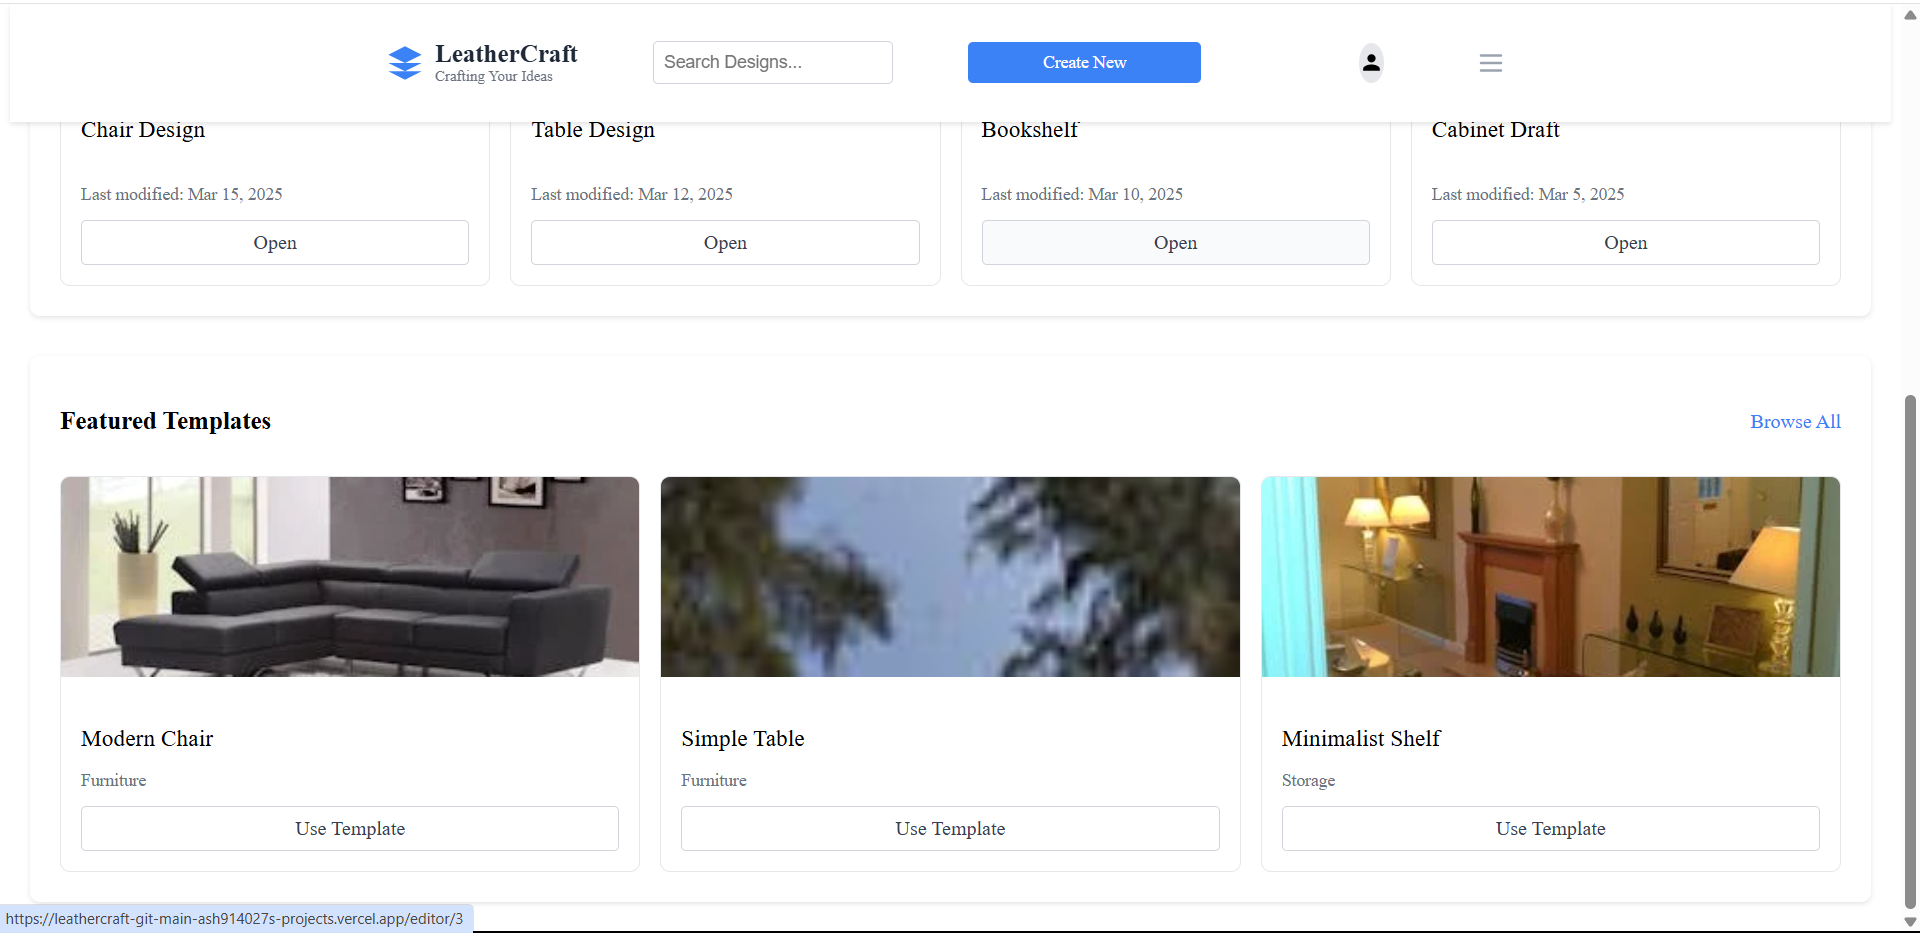 LeatherCraft
Crafting Your Ideas
Search Designs...
Create New
Chair Design
Table Design
Bookshelf
Cabinet Draft
Last modified: Mar 15, 2025
Last modified: Mar 12, 2025
Last modified: Mar 10, 2025
Last modified: Mar 5, 2025
Open
Open
Open
Open
Featured Templates
Browse All
Modern Chair
Simple Table
Minimalist Shelf
Furniture
Furniture
Storage
Use Template
Use Template
Use Template
https://leathercraft-git-main-ash914027s-projects.vercel.app/editor/3